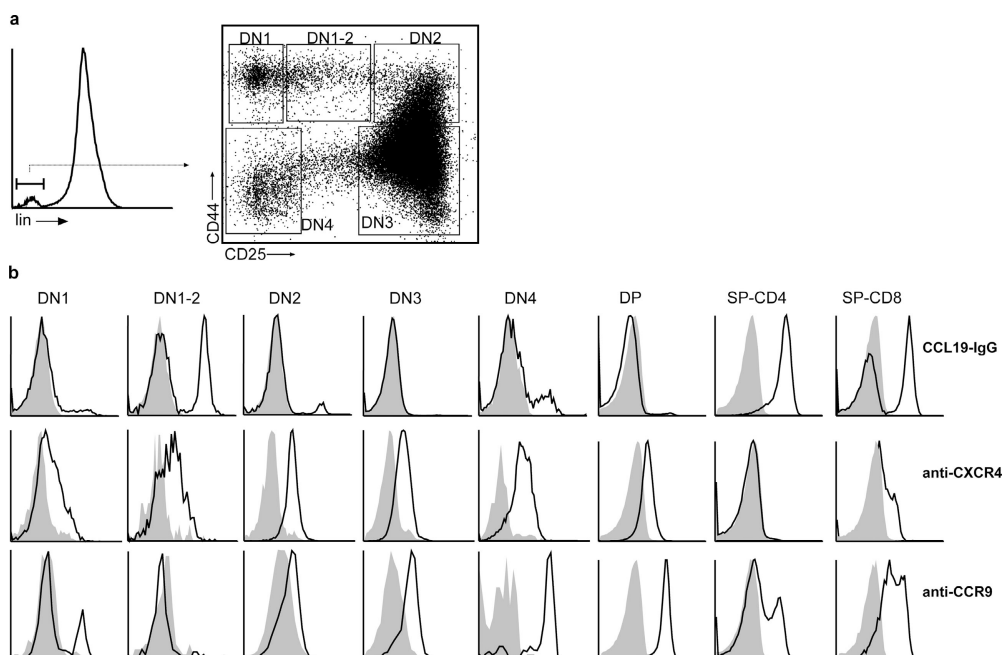 a
DN1 DN1-2 DN2
lin
CD44
DN4 DN3
CD25
b
DN1 DN1-2 DN2 DN3 DN4 DP SP-CD4 SP-CD8
CCL19-IgG
anti-CXCR4
anti-CCR9